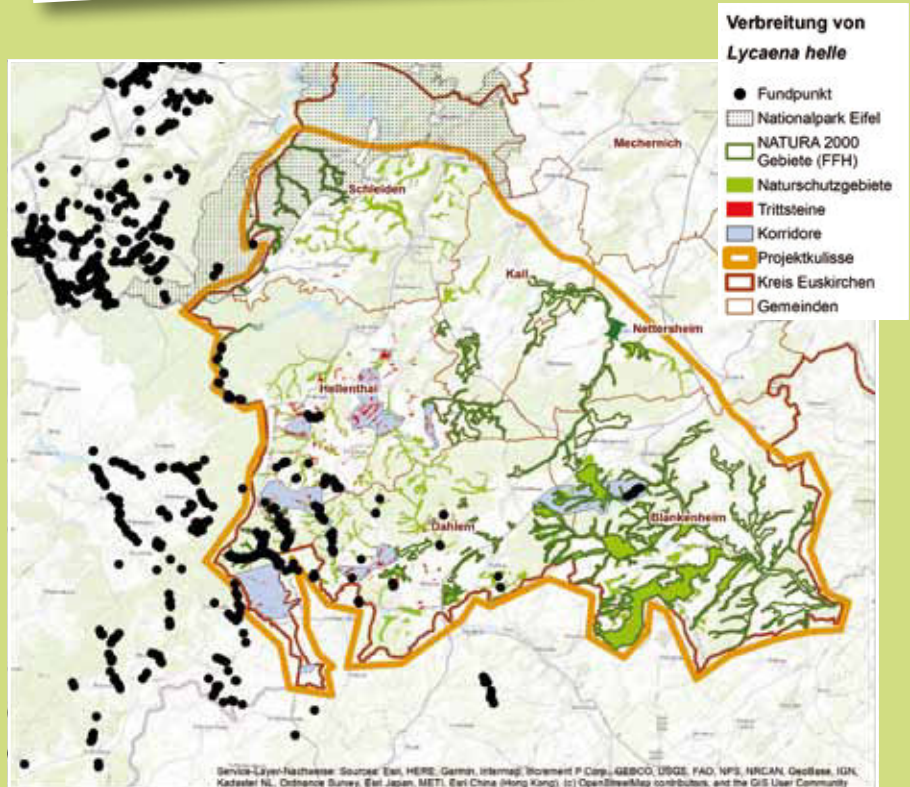 Verbreitung von
Lycaena helle
Fundpunkt
Nationalpark Eifel
NATURA 2000
Gebiete (FFH)
Naturschutzgebiete
Trittsteine
Korridore
Projektkulisse
Kreis Euskirchen
Gemeinden
Mechernich
Schleiden
Kall
Nettersheim
Hellenthal
Dahlem
Blankenheim
Service-Layer-Nachweise: Sources: Esri, HERE, Garmin, Intermap, increment P Corp., GEBCO, USGS, FAO, NPS, NRCAN, GeoBase, IGN,
Kadaster NL, Ordnance Survey, Esri Japan, METI, Esri China (Hong Kong), (c) OpenStreetMap contributors, and the GIS User Community